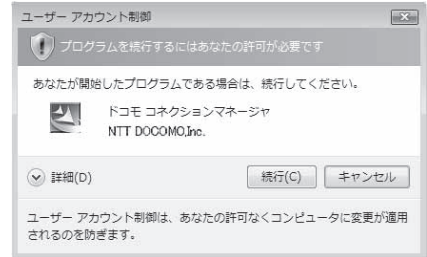 ユーザー アカウント制御
プログラムを続行するにはあなたの許可が必要です
あなたが開始したプログラムである場合は、続行してください。
ドコモ コネクションマネージャ
NTT DOCOMO,Inc.
詳細(D)
続行(C)
キャンセル
ユーザー アカウント制御は、あなたの許可なくコンピュータに変更が適用
されるのを防ぎます。